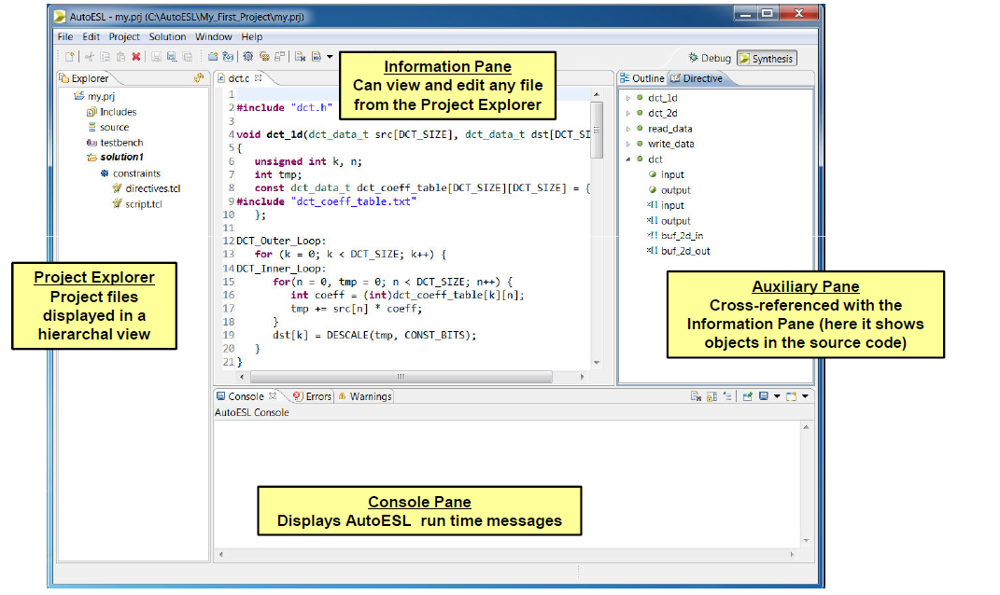 AutoESL - my.prj (C:\AutoESL\My_First_Project\my.prj)
File Edit Project Solution Window Help
Debug Synthesis
Explorer
my.prj
Includes
source
testbench
solution1
constraints
directives.tcl
script.tcl
dct.c
Information Pane
Can view and edit any file
from the Project Explorer
1
2 #include "dct.h"
3
4 void dct_1d(dct_data_t src[DCT_SIZE], dct_data_t dst[DCT_SI
5 {
6 unsigned int k, n;
7 int tmp;
8 const dct_data_t dct_coeff_table[DCT_SIZE][DCT_SIZE] = {
9 #include "dct_coeff_table.txt"
10 };
11
12 DCT_Outer_Loop:
13 for (k = 0; k < DCT_SIZE; k++) {
14 DCT_Inner_Loop:
15 for(n = 0, tmp = 0; n < DCT_SIZE; n++) {
16 int coeff = (int)dct_coeff_table[k][n];
17 tmp += src[n] * coeff;
18 }
19 dst[k] = DESCALE(tmp, CONST_BITS);
20 }
21 }
Outline Directive
dct_1d
dct_2d
read_data
write_data
dct
input
output
input
output
buf_2d_in
buf_2d_out
Project Explorer
Project files
displayed in a
hierarchal view
Auxiliary Pane
Cross-referenced with the
Information Pane (here it shows
objects in the source code)
Console Errors Warnings
AutoESL Console
Console Pane
Displays AutoESL run time messages